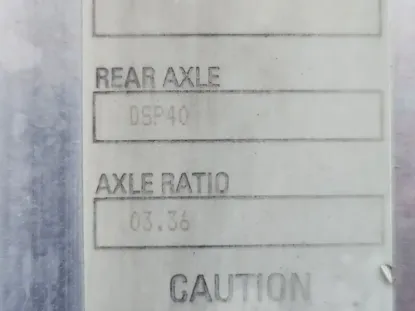 REAR AXLE
DSP40
AXLE RATIO
03.36
CAUTION